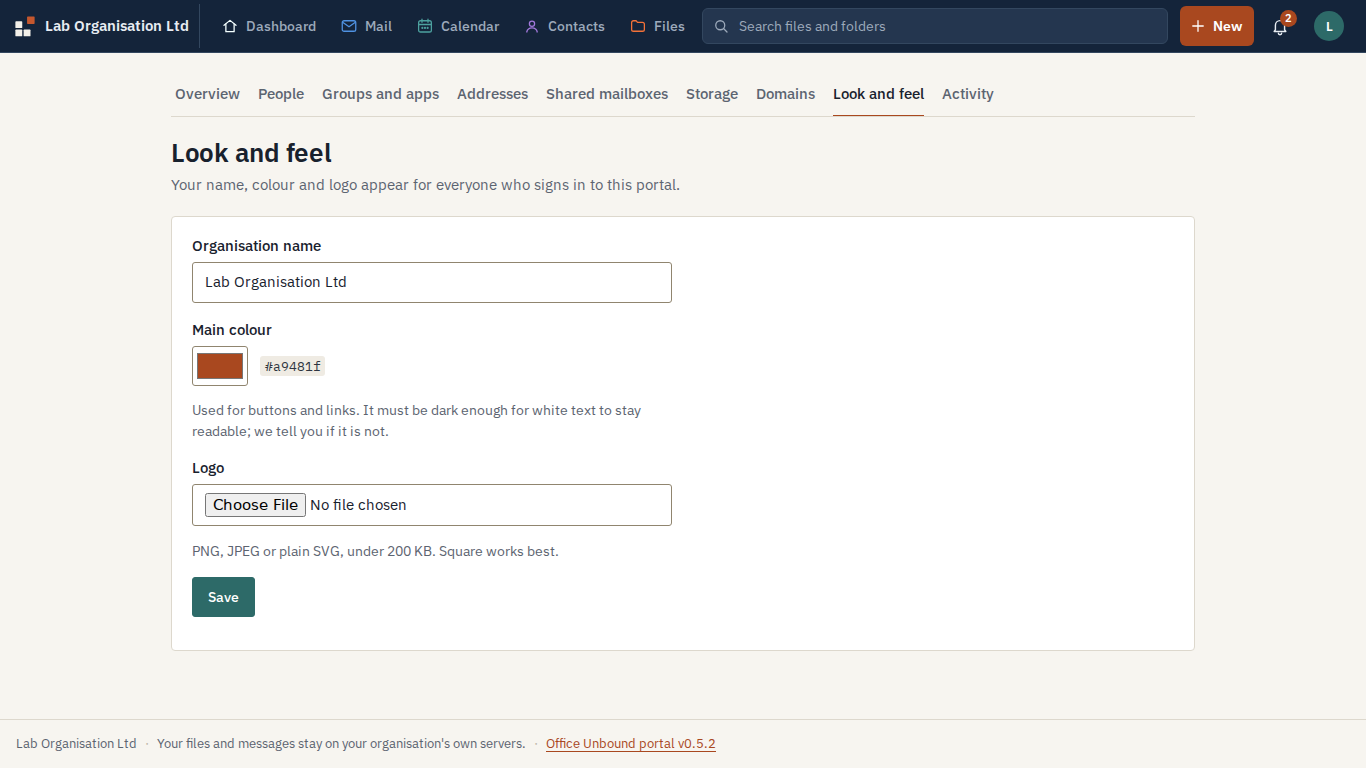 Lab Organisation Ltd
Dashboard
Mail
Calendar
Contacts
Files
Search files and folders
New
2
L
Overview
People
Groups and apps
Addresses
Shared mailboxes
Storage
Domains
Look and feel
Activity
Look and feel
Your name, colour and logo appear for everyone who signs in to this portal.
Organisation name
Lab Organisation Ltd
Main colour
#a9481f
Used for buttons and links. It must be dark enough for white text to stay
readable; we tell you if it is not.
Logo
Choose File No file chosen
PNG, JPEG or plain SVG, under 200 KB. Square works best.
Save
Lab Organisation Ltd · Your files and messages stay on your organisation's own servers. · Office Unbound portal v0.5.2